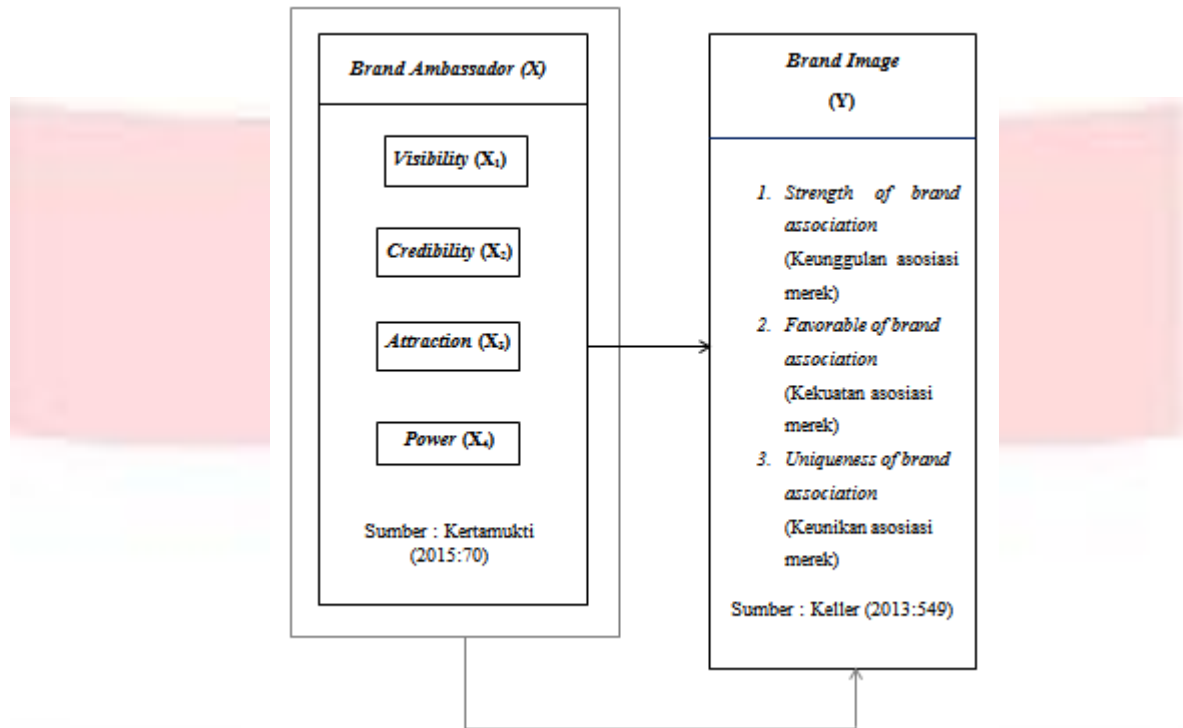 Brand Ambassador (X)
Visibility (X₁)
Credibility (X₂)
Attraction (X₃)
Power (X₄)
Sumber : Kertamukti
(2015:70)
Brand Image
(Y)
1. Strength of brand
association
(Keunggulan asosiasi
merek)
2. Favorable of brand
association
(Kekuatan asosiasi
merek)
3. Uniqueness of brand
association
(Keunikan asosiasi
merek)
Sumber : Keller (2013:549)